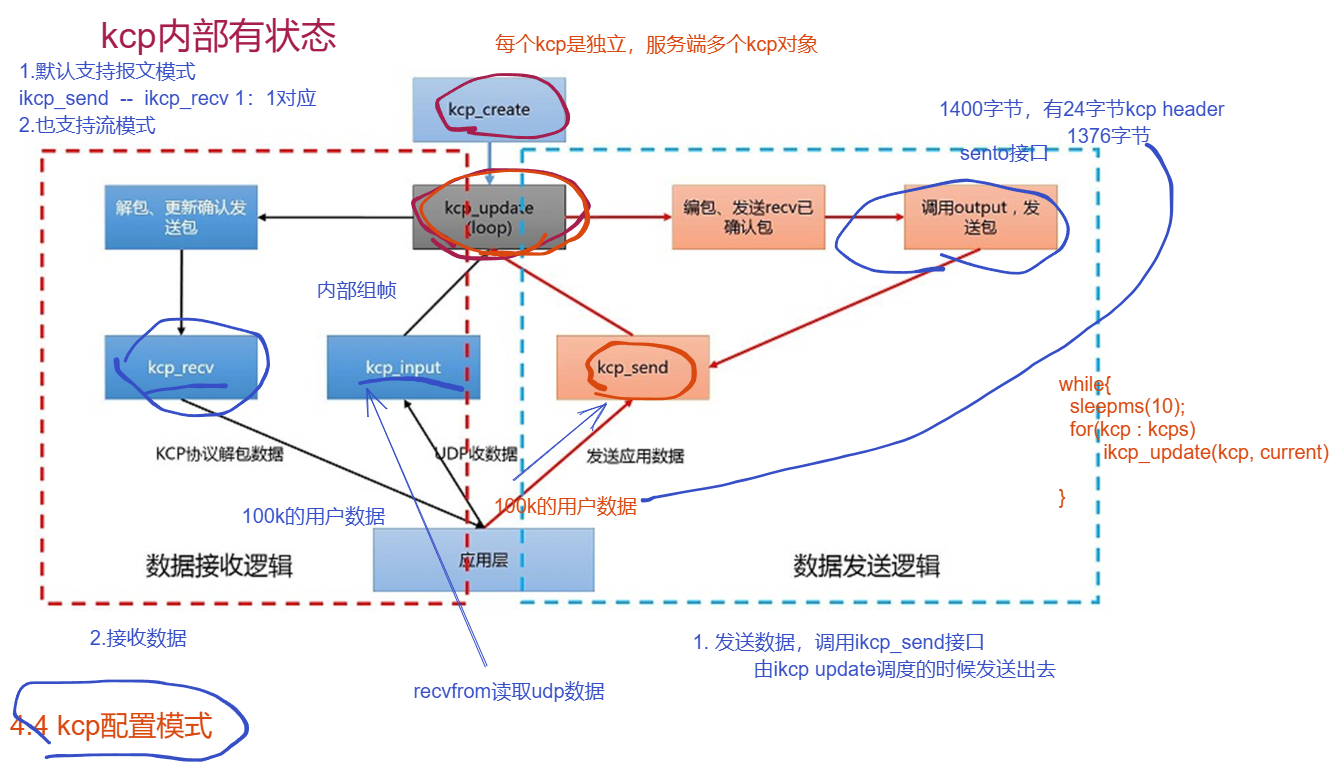 kcp内部有状态
每个kcp是独立，服务端多个kcp对象
1.默认支持报文模式
ikcp_send -- ikcp_recv 1：1对应
2.也支持流模式
kcp_create
1400字节，有24字节kcp header
1376字节
sento接口
解包、更新确认发
送包
kcp_update
(loop)
编包、发送recv已
确认包
调用output，发
送包
内部组帧
kcp_recv
kcp_input
kcp_send
while{
sleepms(10);
for(kcp : kcps)
ikcp_update(kcp, current)
}
KCP协议解包数据
UDP收数据
发送应用数据
100k的用户数据
100k的用户数据
数据接收逻辑
应用层
数据发送逻辑
2.接收数据
1. 发送数据，调用ikcp_send接口
由ikcp update调度的时候发送出去
recvfrom读取udp数据
4.4 kcp配置模式